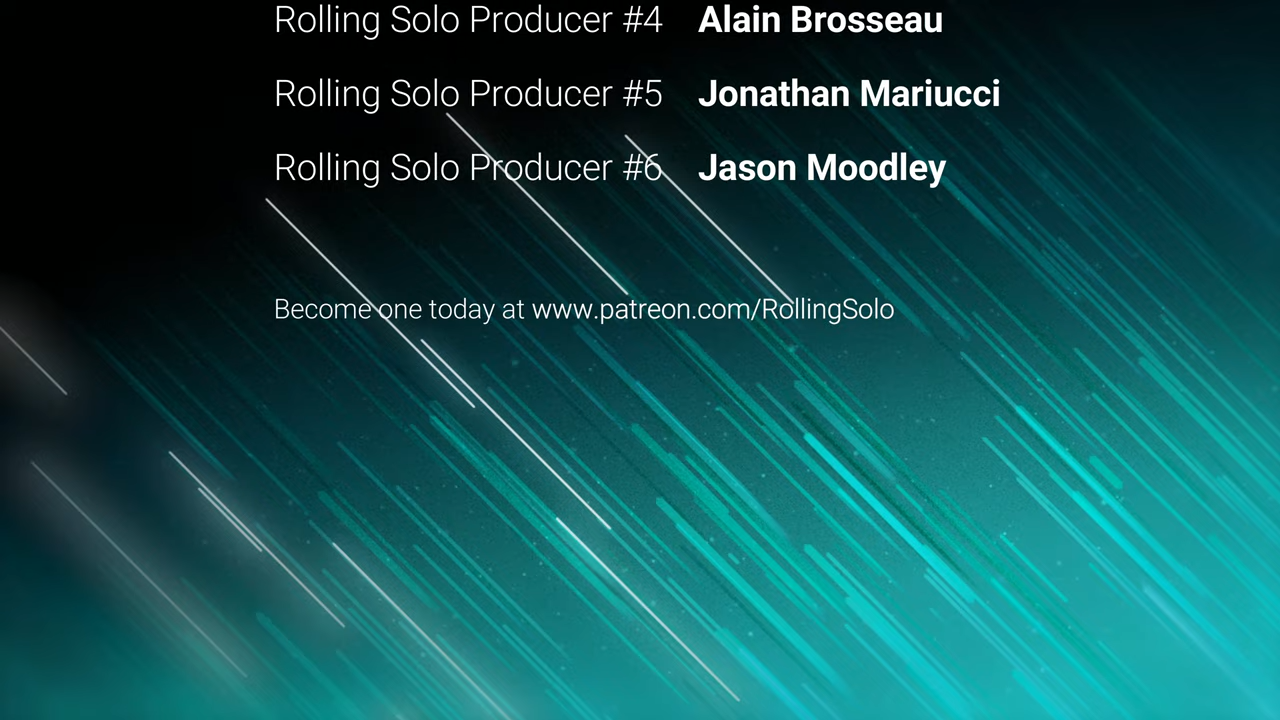 Rolling Solo Producer #4 Alain Brosseau
Rolling Solo Producer #5 Jonathan Mariucci
Rolling Solo Producer #6 Jason Moodley
Become one today at www.patreon.com/RollingSolo